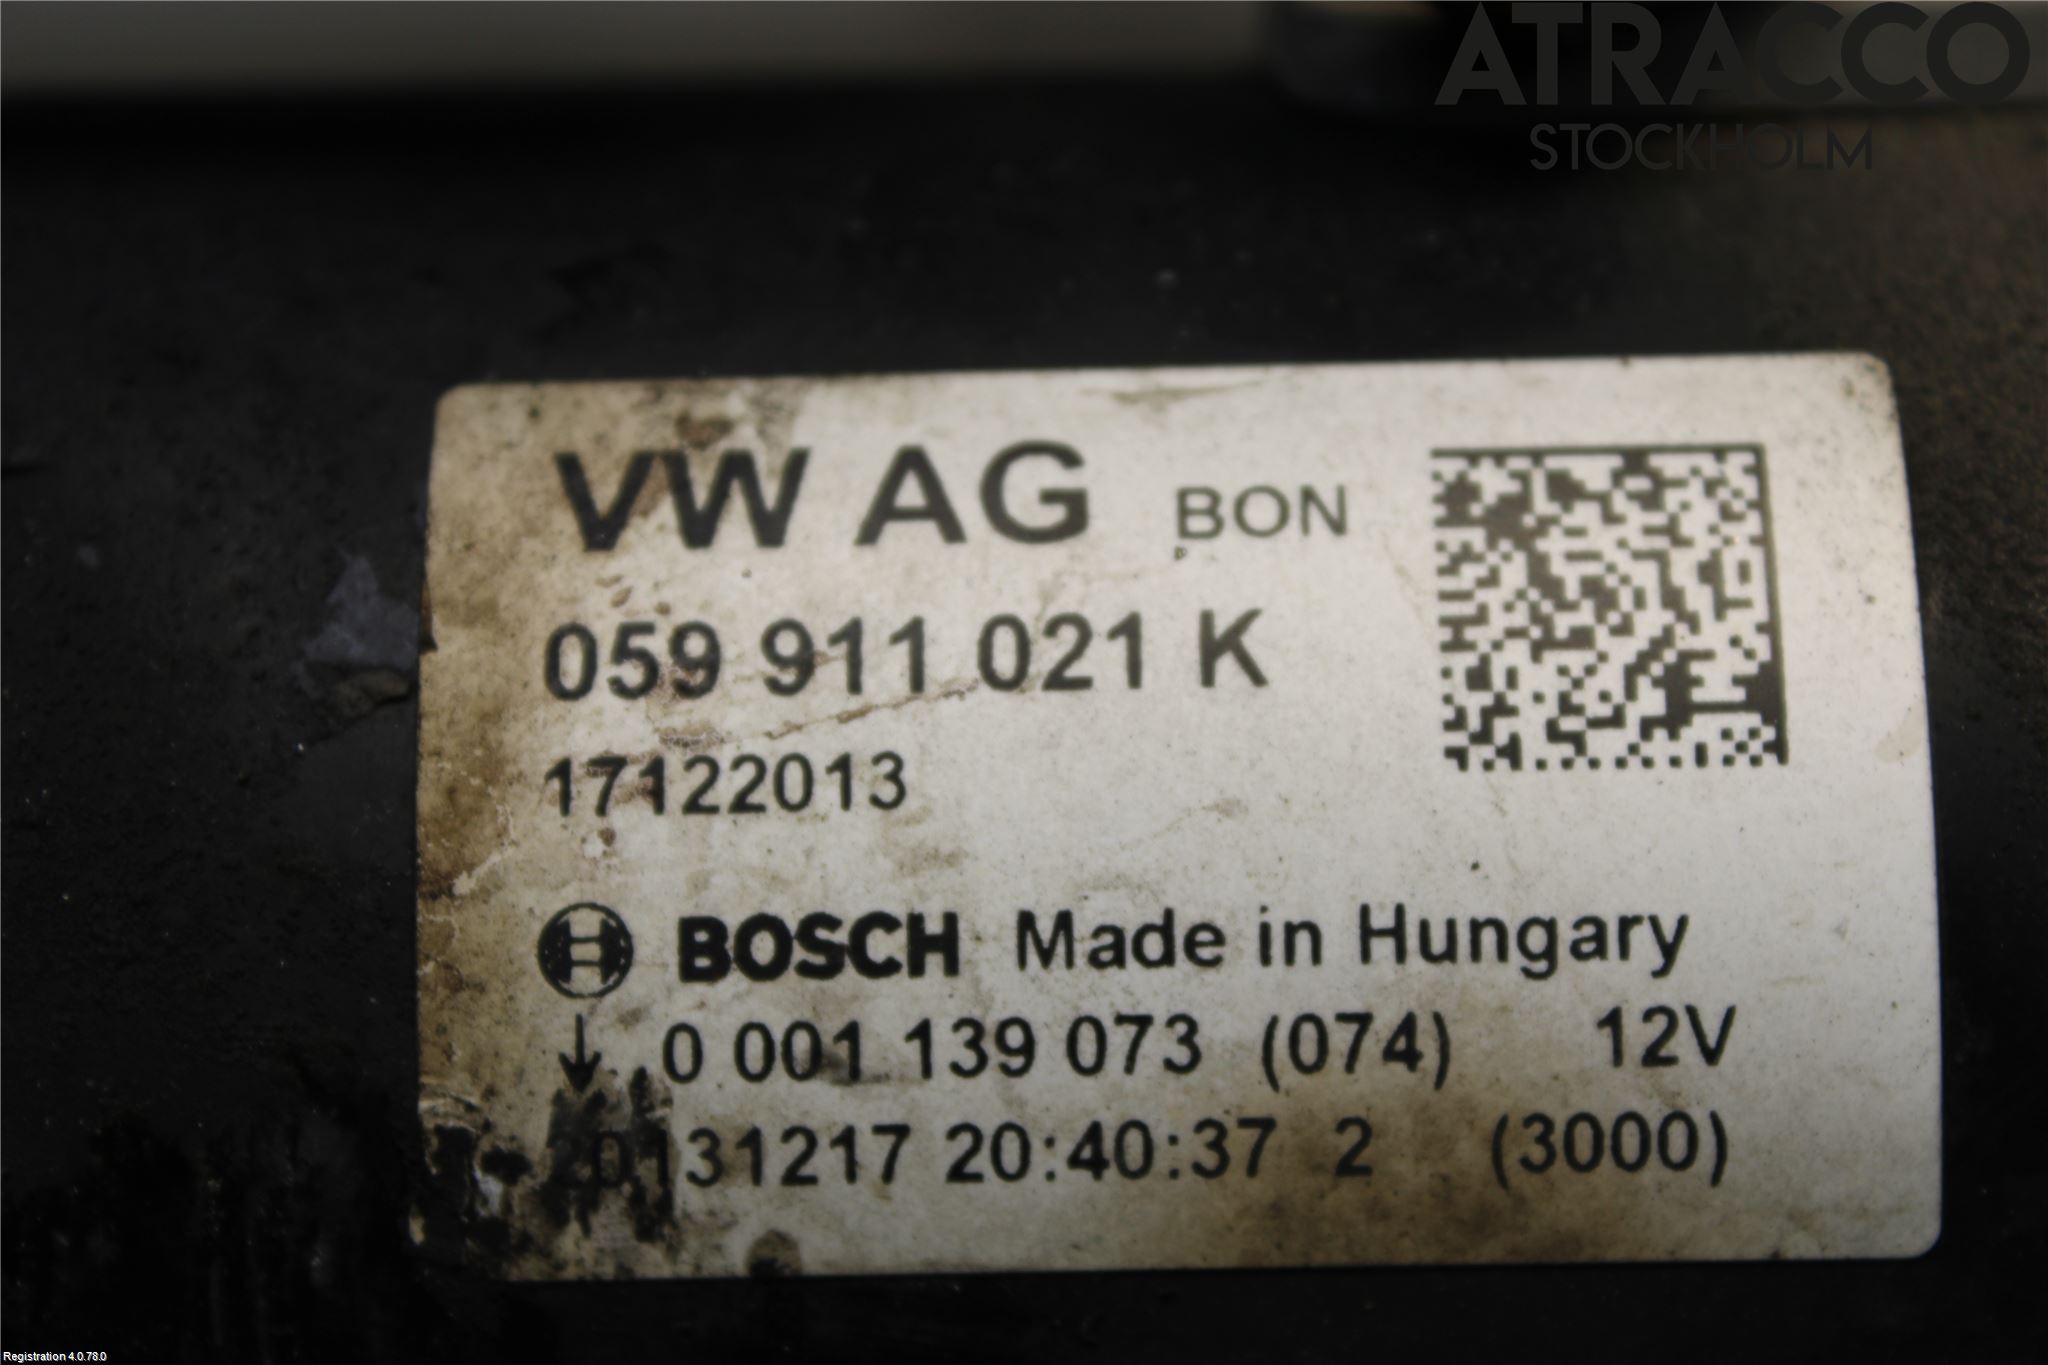 ATRACCO
STOCKHOLM
VW AG BON
059 911 021 K
17122013
BOSCH Made in Hungary
↓ 0 001 139 073 (074) 12V
20131217 20:40:37 2 (3000)
Registration 4.0.78.0